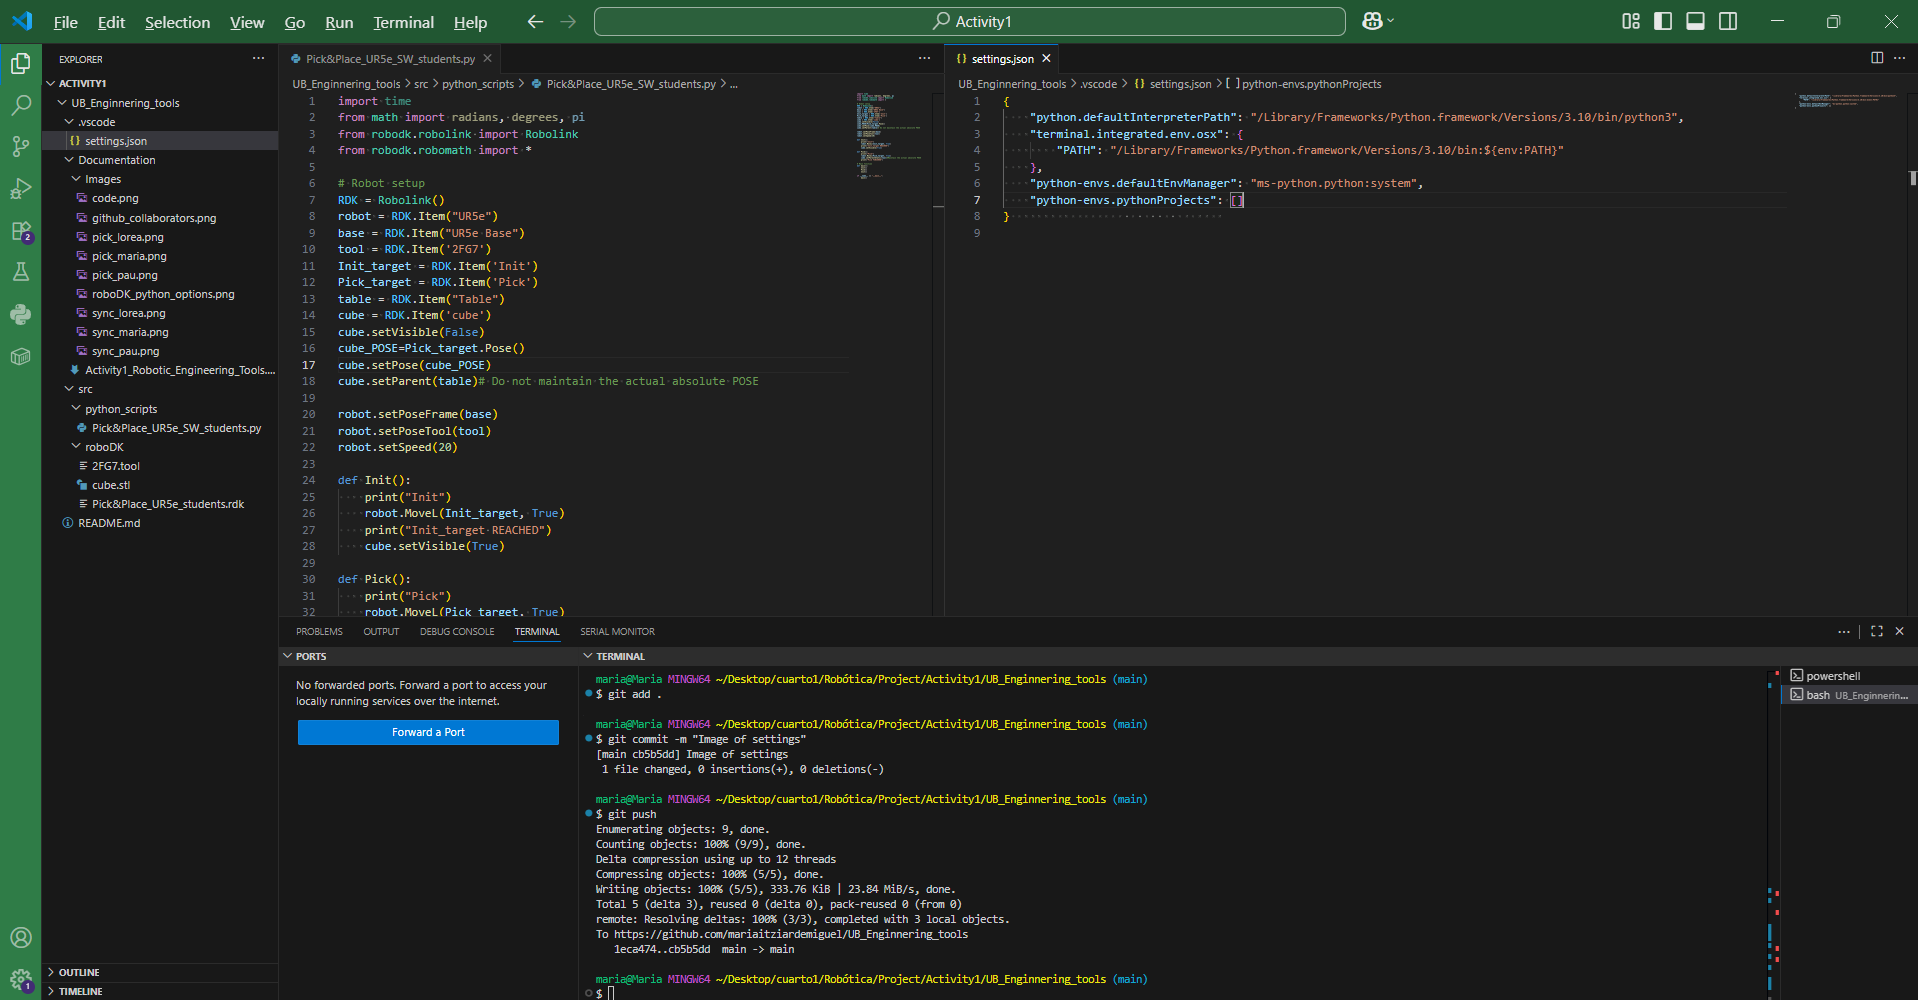 File Edit Selection View Go Run Terminal Help
Activity1
EXPLORER
ACTIVITY1
UB_Enginnering_tools
.vscode
settings.json
Documentation
Images
code.png
github_collaborators.png
pick_lorea.png
pick_maria.png
pick_pau.png
roboDK_python_options.png
sync_lorea.png
sync_maria.png
sync_pau.png
Activity1_Robotic_Engineering_Tools....
src
python_scripts
Pick&Place_UR5e_SW_students.py
roboDK
2FG7.tool
cube.stl
Pick&Place_UR5e_students.rdk
README.md
OUTLINE
TIMELINE
2
1
Pick&Place_UR5e_SW_students.py
UB_Enginnering_tools > src > python_scripts > Pick&Place_UR5e_SW_students.py > ...
1 import time
2 from math import radians, degrees, pi
3 from robodk.robolink import Robolink
4 from robodk.robomath import *
5
6 # Robot setup
7 RDK = Robolink()
8 robot = RDK.Item("UR5e")
9 base = RDK.Item("UR5e Base")
10 tool = RDK.Item('2FG7')
11 Init_target = RDK.Item('Init')
12 Pick_target = RDK.Item('Pick')
13 table = RDK.Item("Table")
14 cube = RDK.Item('cube')
15 cube.setVisible(False)
16 cube_POSE=Pick_target.Pose()
17 cube.setPose(cube_POSE)
18 cube.setParent(table)# Do not maintain the actual absolute POSE
19
20 robot.setPoseFrame(base)
21 robot.setPoseTool(tool)
22 robot.setSpeed(20)
23
24 def Init():
25 print("Init")
26 robot.MoveL(Init_target, True)
27 print("Init_target REACHED")
28 cube.setVisible(True)
29
30 def Pick():
31 print("Pick")
32 robot.MoveL(Pick_target, True)
settings.json
UB_Enginnering_tools > .vscode > {} settings.json > [ ] python-envs.pythonProjects
1 {
2 "python.defaultInterpreterPath": "/Library/Frameworks/Python.framework/Versions/3.10/bin/python3",
3 "terminal.integrated.env.osx": {
4 "PATH": "/Library/Frameworks/Python.framework/Versions/3.10/bin:${env:PATH}"
5 },
6 "python-envs.defaultEnvManager": "ms-python.python:system",
7 "python-envs.pythonProjects": []
8 }
9
PROBLEMS OUTPUT DEBUG CONSOLE TERMINAL SERIAL MONITOR
PORTS
No forwarded ports. Forward a port to access your
locally running services over the internet.
Forward a Port
TERMINAL
maria@Maria MINGW64 ~/Desktop/cuarto1/Robótica/Project/Activity1/UB_Enginnering_tools (main)
$ git add .
maria@Maria MINGW64 ~/Desktop/cuarto1/Robótica/Project/Activity1/UB_Enginnering_tools (main)
$ git commit -m "Image of settings"
[main cb5b5dd] Image of settings
1 file changed, 0 insertions(+), 0 deletions(-)
maria@Maria MINGW64 ~/Desktop/cuarto1/Robótica/Project/Activity1/UB_Enginnering_tools (main)
$ git push
Enumerating objects: 9, done.
Counting objects: 100% (9/9), done.
Delta compression using up to 12 threads
Compressing objects: 100% (5/5), done.
Writing objects: 100% (5/5), 333.76 KiB | 23.84 MiB/s, done.
Total 5 (delta 3), reused 0 (delta 0), pack-reused 0 (from 0)
remote: Resolving deltas: 100% (3/3), completed with 3 local objects.
To https://github.com/mariaitziardemiguel/UB_Enginnering_tools
1eca474..cb5b5dd main -> main
maria@Maria MINGW64 ~/Desktop/cuarto1/Robótica/Project/Activity1/UB_Enginnering_tools (main)
$
powershell
bash UB_Enginnerin...